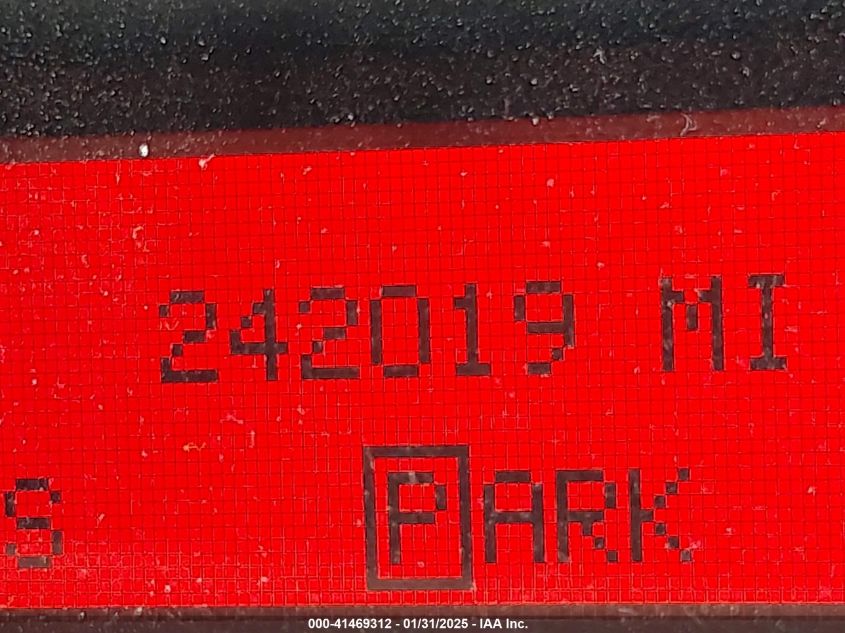 242019 MI
S PARK
000-41469312 - 01/31/2025 - IAA Inc.